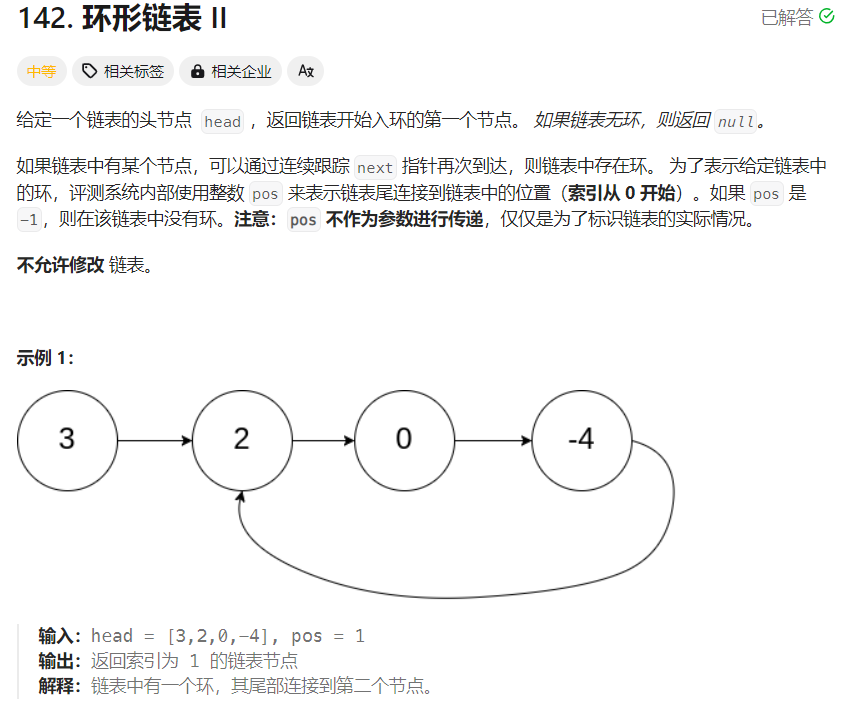 142. 环形链表 II
已解答
中等 相关标签 相关企业 Aあ
给定一个链表的头节点 head ，返回链表开始入环的第一个节点。 如果链表无环，则返回 null。
如果链表中有某个节点，可以通过连续跟踪 next 指针再次到达，则链表中存在环。 为了表示给定链表中
的环，评测系统内部使用整数 pos 来表示链表尾连接到链表中的位置（索引从 0 开始）。如果 pos 是
-1，则在该链表中没有环。注意：pos 不作为参数进行传递，仅仅是为了标识链表的实际情况。
不允许修改 链表。
示例 1：
3 2 0 -4
输入：head = [3,2,0,-4], pos = 1
输出：返回索引为 1 的链表节点
解释：链表中有一个环，其尾部连接到第二个节点。